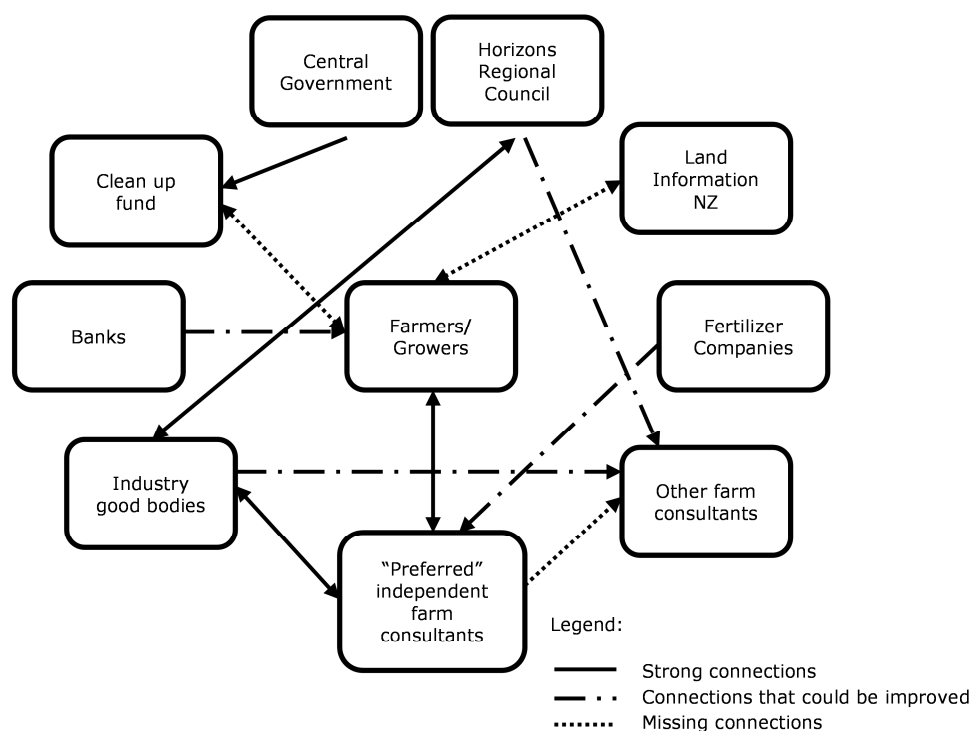 Central
Government
Horizons
Regional
Council
Clean up
fund
Land
Information
NZ
Banks
Farmers/
Growers
Fertilizer
Companies
Industry
good bodies
Other farm
consultants
“Preferred”
independent
farm
consultants
Legend:
Strong connections
Connections that could be improved
Missing connections